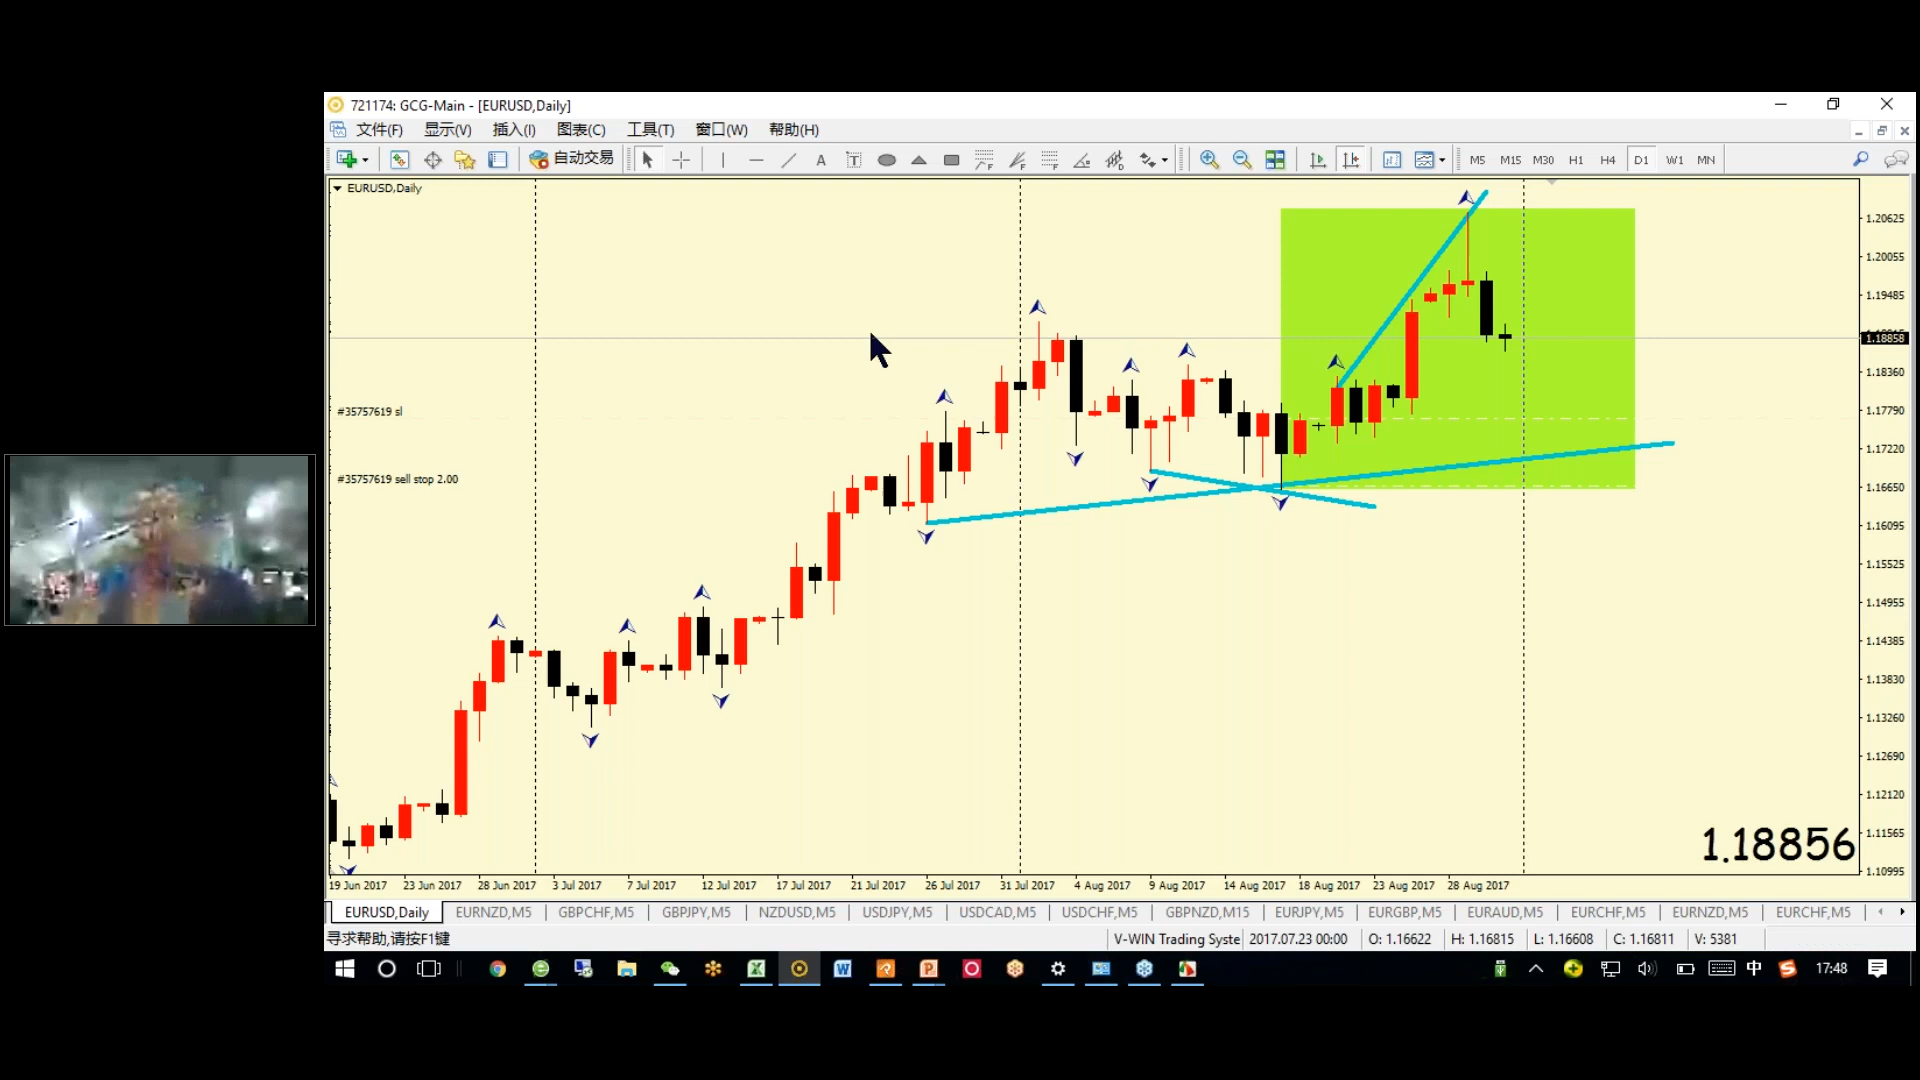 721174: GCG-Main - [EURUSD,Daily]
文件(F) 显示(V) 插入(I) 图表(C) 工具(T) 窗口(W) 帮助(H)
自动交易 A T M5 M15 M30 H1 H4 D1 W1 MN
EURUSD,Daily
1.20625
1.20055
1.19485
1.18858
1.18360
#35757619 sl
1.17790
1.17220
#35757619 sell stop 2.00
1.16650
1.16095
1.15525
1.14955
1.14385
1.13830
1.13260
1.12690
1.12120
1.11565
1.18856
1.10995
19 Jun 2017 23 Jun 2017 28 Jun 2017 3 Jul 2017 7 Jul 2017 12 Jul 2017 17 Jul 2017 21 Jul 2017 26 Jul 2017 31 Jul 2017 4 Aug 2017 9 Aug 2017 14 Aug 2017 18 Aug 2017 23 Aug 2017 28 Aug 2017
EURUSD,Daily EURNZD,M5 GBPCHF,M5 GBPJPY,M5 NZDUSD,M5 USDJPY,M5 USDCAD,M5 USDCHF,M5 GBPNZD,M15 EURJPY,M5 EURGBP,M5 EURAUD,M5 EURCHF,M5 EURNZD,M5 EURCHF,M5
寻求帮助,请按F1键 V-WIN Trading Syste 2017.07.23 00:00 O: 1.16622 H: 1.16815 L: 1.16608 C: 1.16811 V: 5381
中 17:48